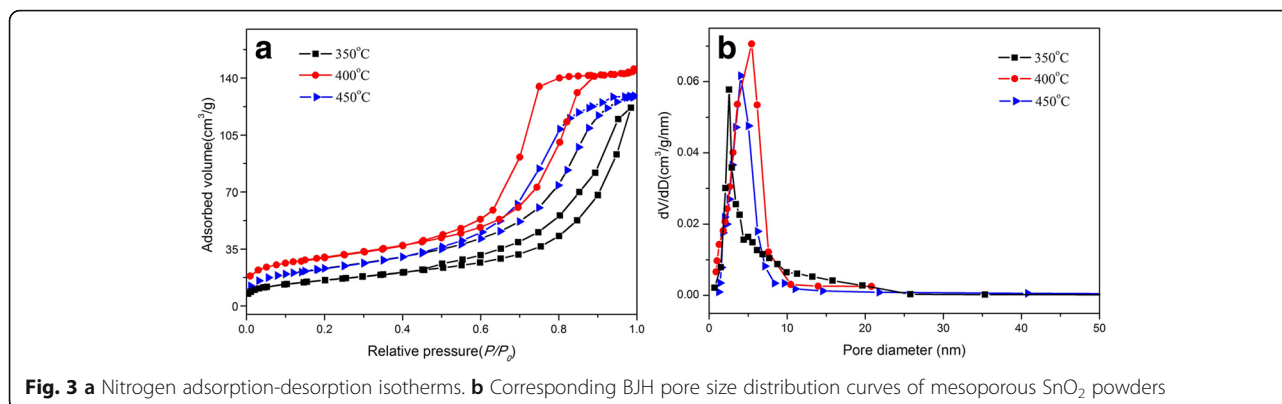 a
350°C
400°C
450°C
140
105
70
35
0
Adsorbed volume(cm³/g)
0.0 0.2 0.4 0.6 0.8 1.0
Relative pressure(P/P₀)
b
350°C
400°C
450°C
0.06
0.04
0.02
0.00
dV/dD(cm³/g/nm)
0 10 20 30 40 50
Pore diameter (nm)
Fig. 3 a Nitrogen adsorption-desorption isotherms. b Corresponding BJH pore size distribution curves of mesoporous SnO₂ powders